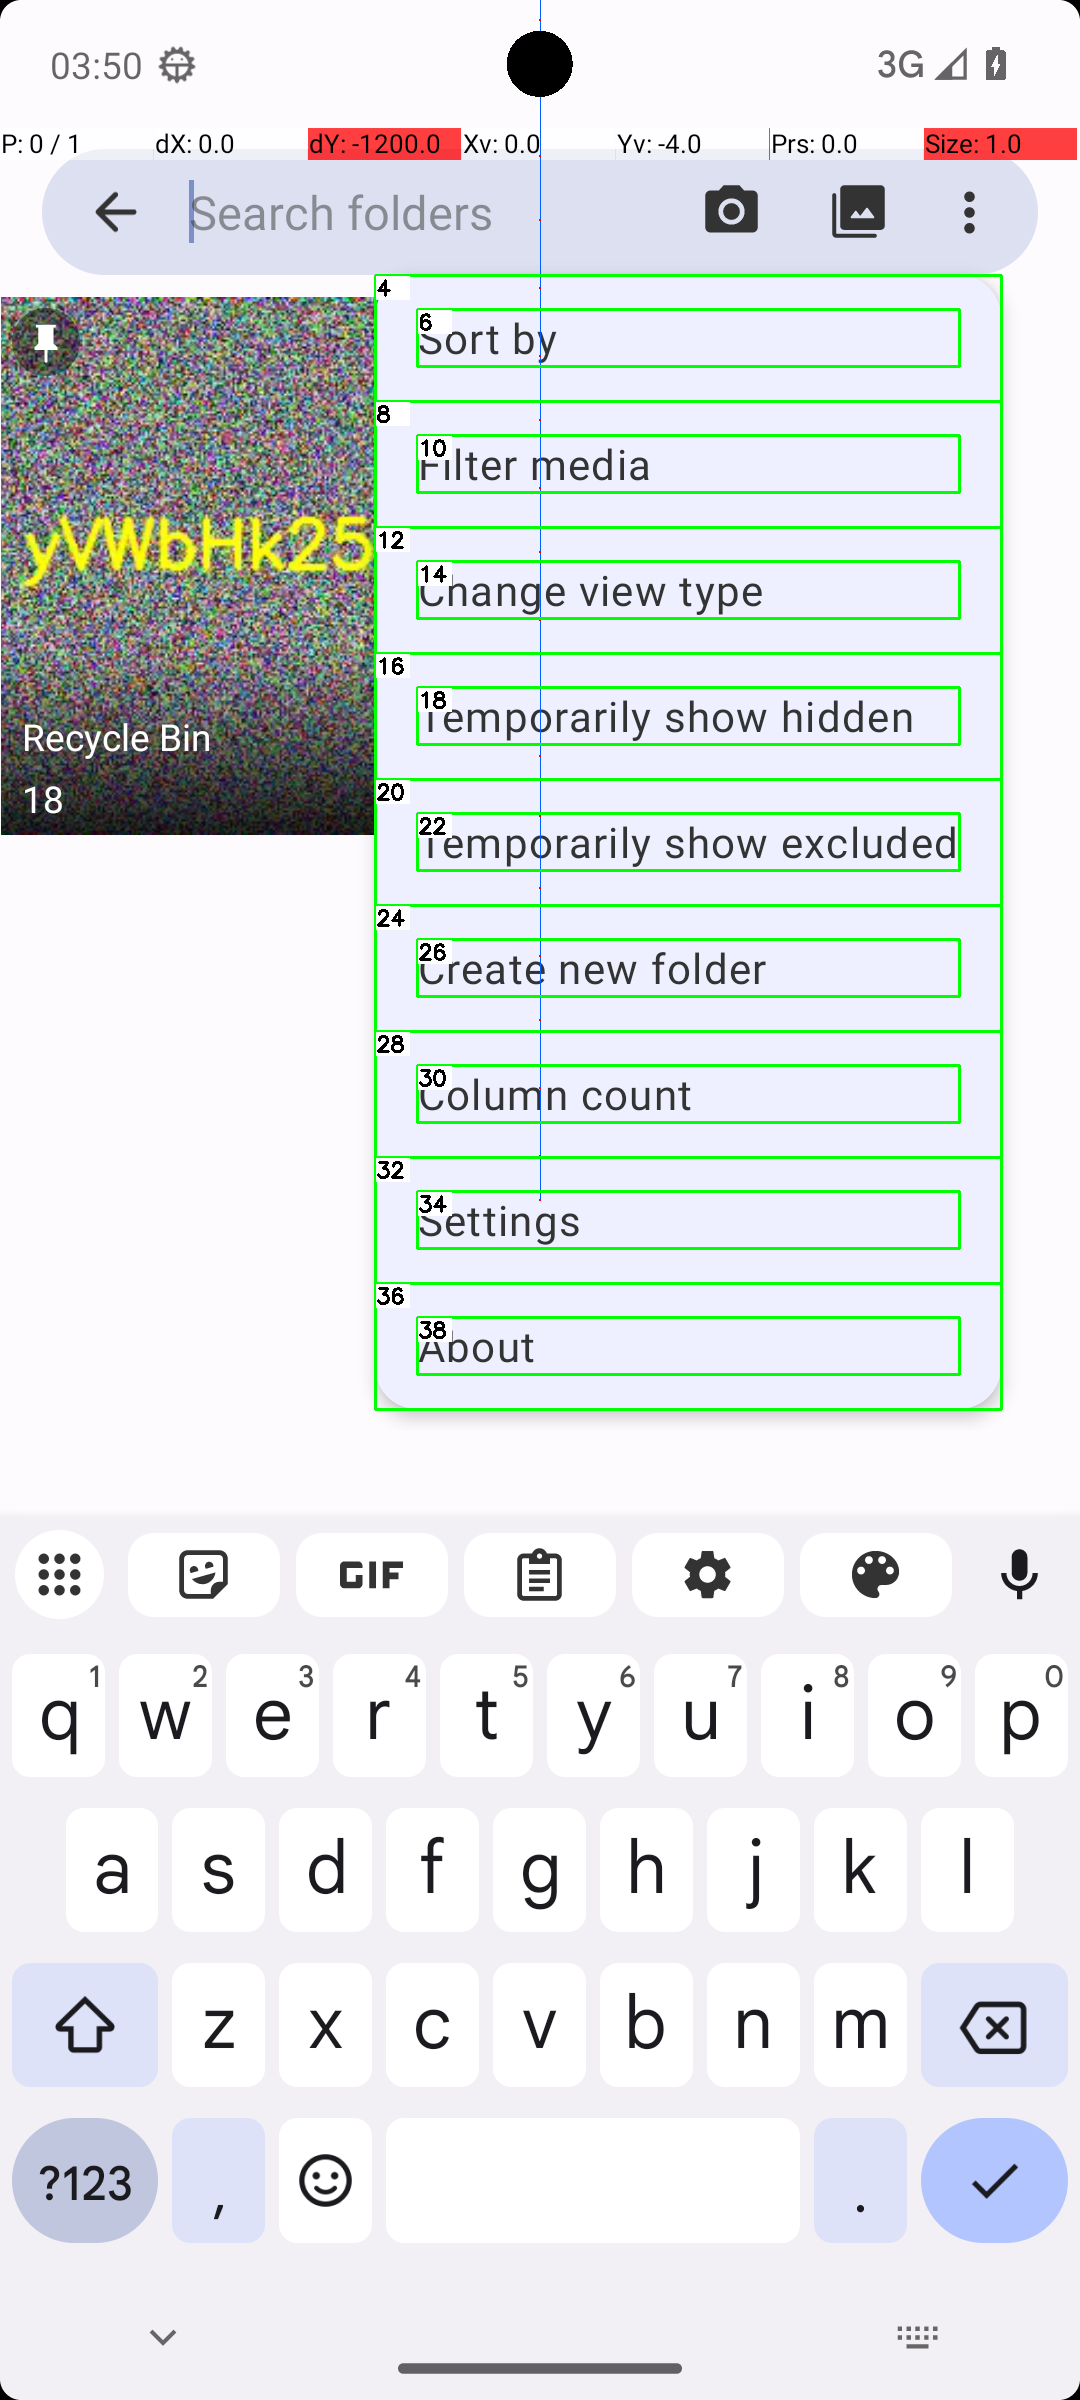 03:50
3G
P: 0 / 1 dX: 0.0 dY: -1200.0 Xv: 0.0 Yv: -4.0 Prs: 0.0 Size: 1.0
Search folders
4
6
Sort by
8
10
Filter media
12
14
Change view type
16
18
Temporarily show hidden
20
22
Temporarily show excluded
24
26
Create new folder
28
30
Column count
32
34
Settings
36
38
About
yVWbHk25
Recycle Bin
18
GIF
q 1 w 2 e 3 r 4 t 5 y 6 u 7 i 8 o 9 p 0
a s d f g h j k l
z x c v b n m
?123 , .